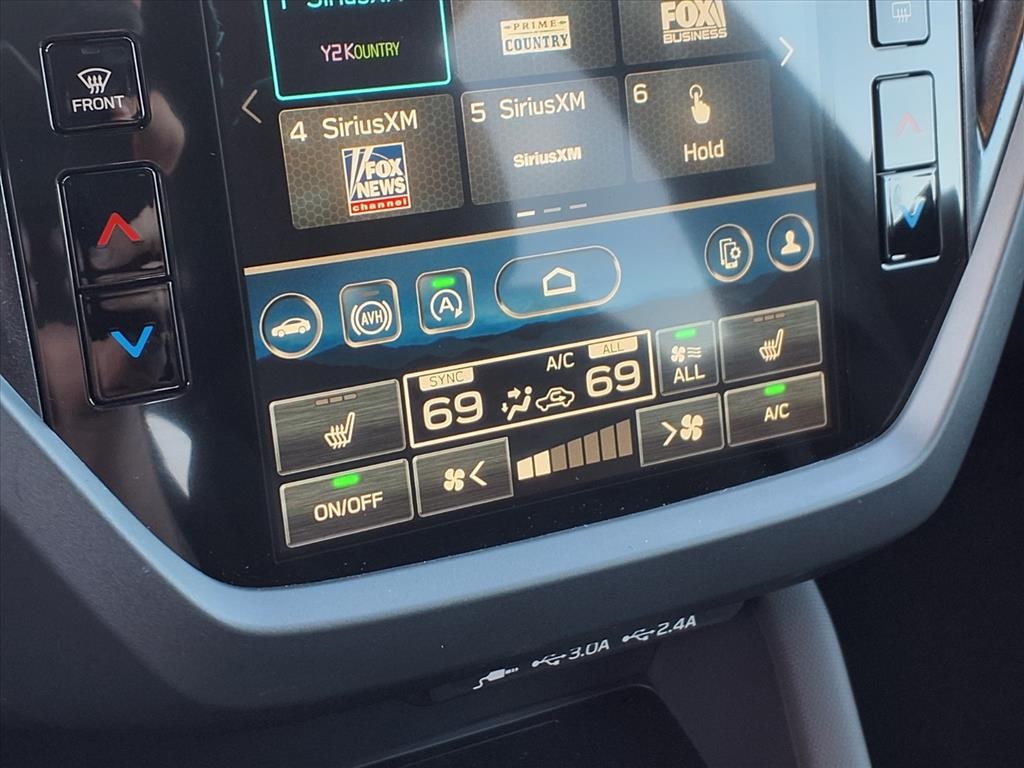 1 SiriusXM
Y2KOUNTRY
PRIME
COUNTRY
FOX
BUSINESS
FRONT
4 SiriusXM
FOX
NEWS
channel
5 SiriusXM
SiriusXM
6
Hold
AVH
A
SYNC
A/C
ALL
69
69
ALL
A/C
ON/OFF
3.0A
2.4A